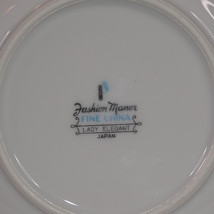 Fashion Manor
FINE CHINA
LADY ELEGANT
JAPAN